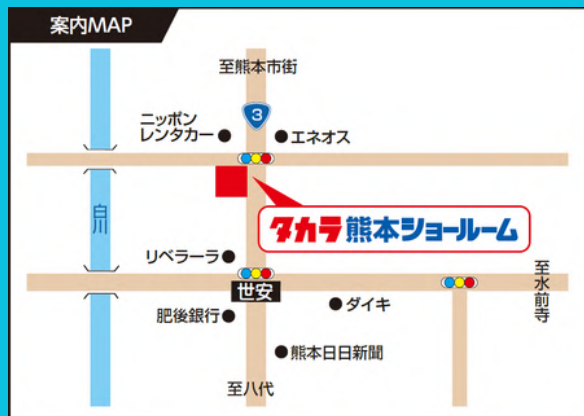 案内MAP
至熊本市街
3
ニッポン
レンタカー
エネオス
白川
タカラ熊本ショールーム
リベラーラ
世安
至水前寺
肥後銀行
ダイキ
熊本日日新聞
至八代